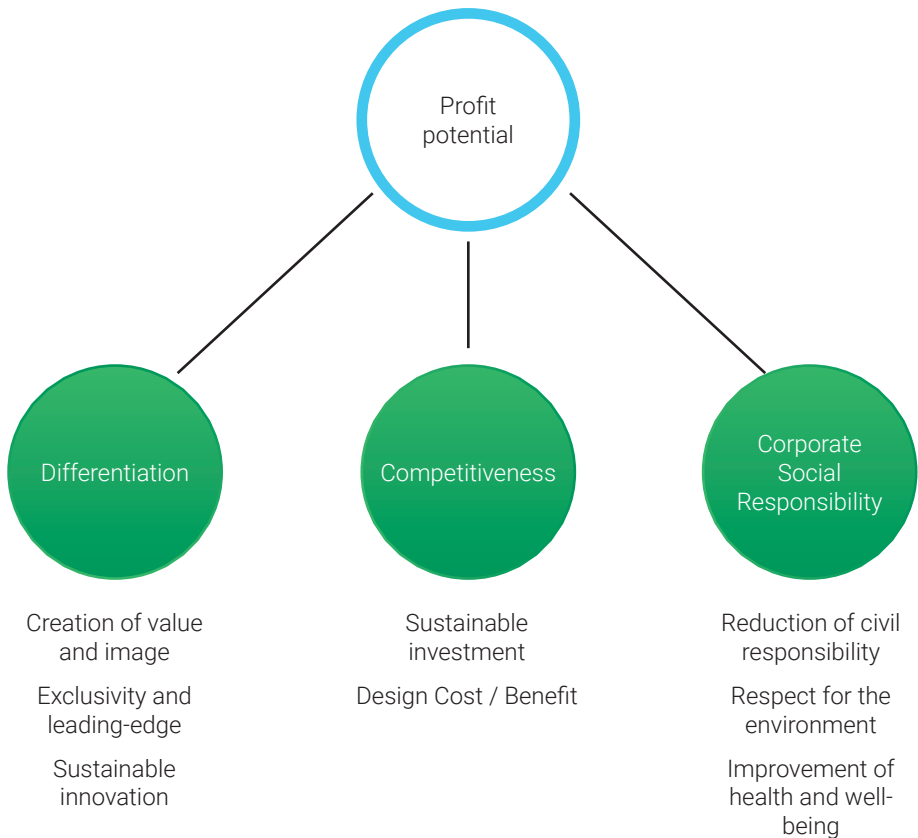 Profit
potential
Differentiation
Competitiveness
Corporate
Social
Responsibility
Creation of value
and image
Exclusivity and
leading-edge
Sustainable
innovation
Sustainable
investment
Design Cost / Benefit
Reduction of civil
responsibility
Respect for the
environment
Improvement of
health and well-
being